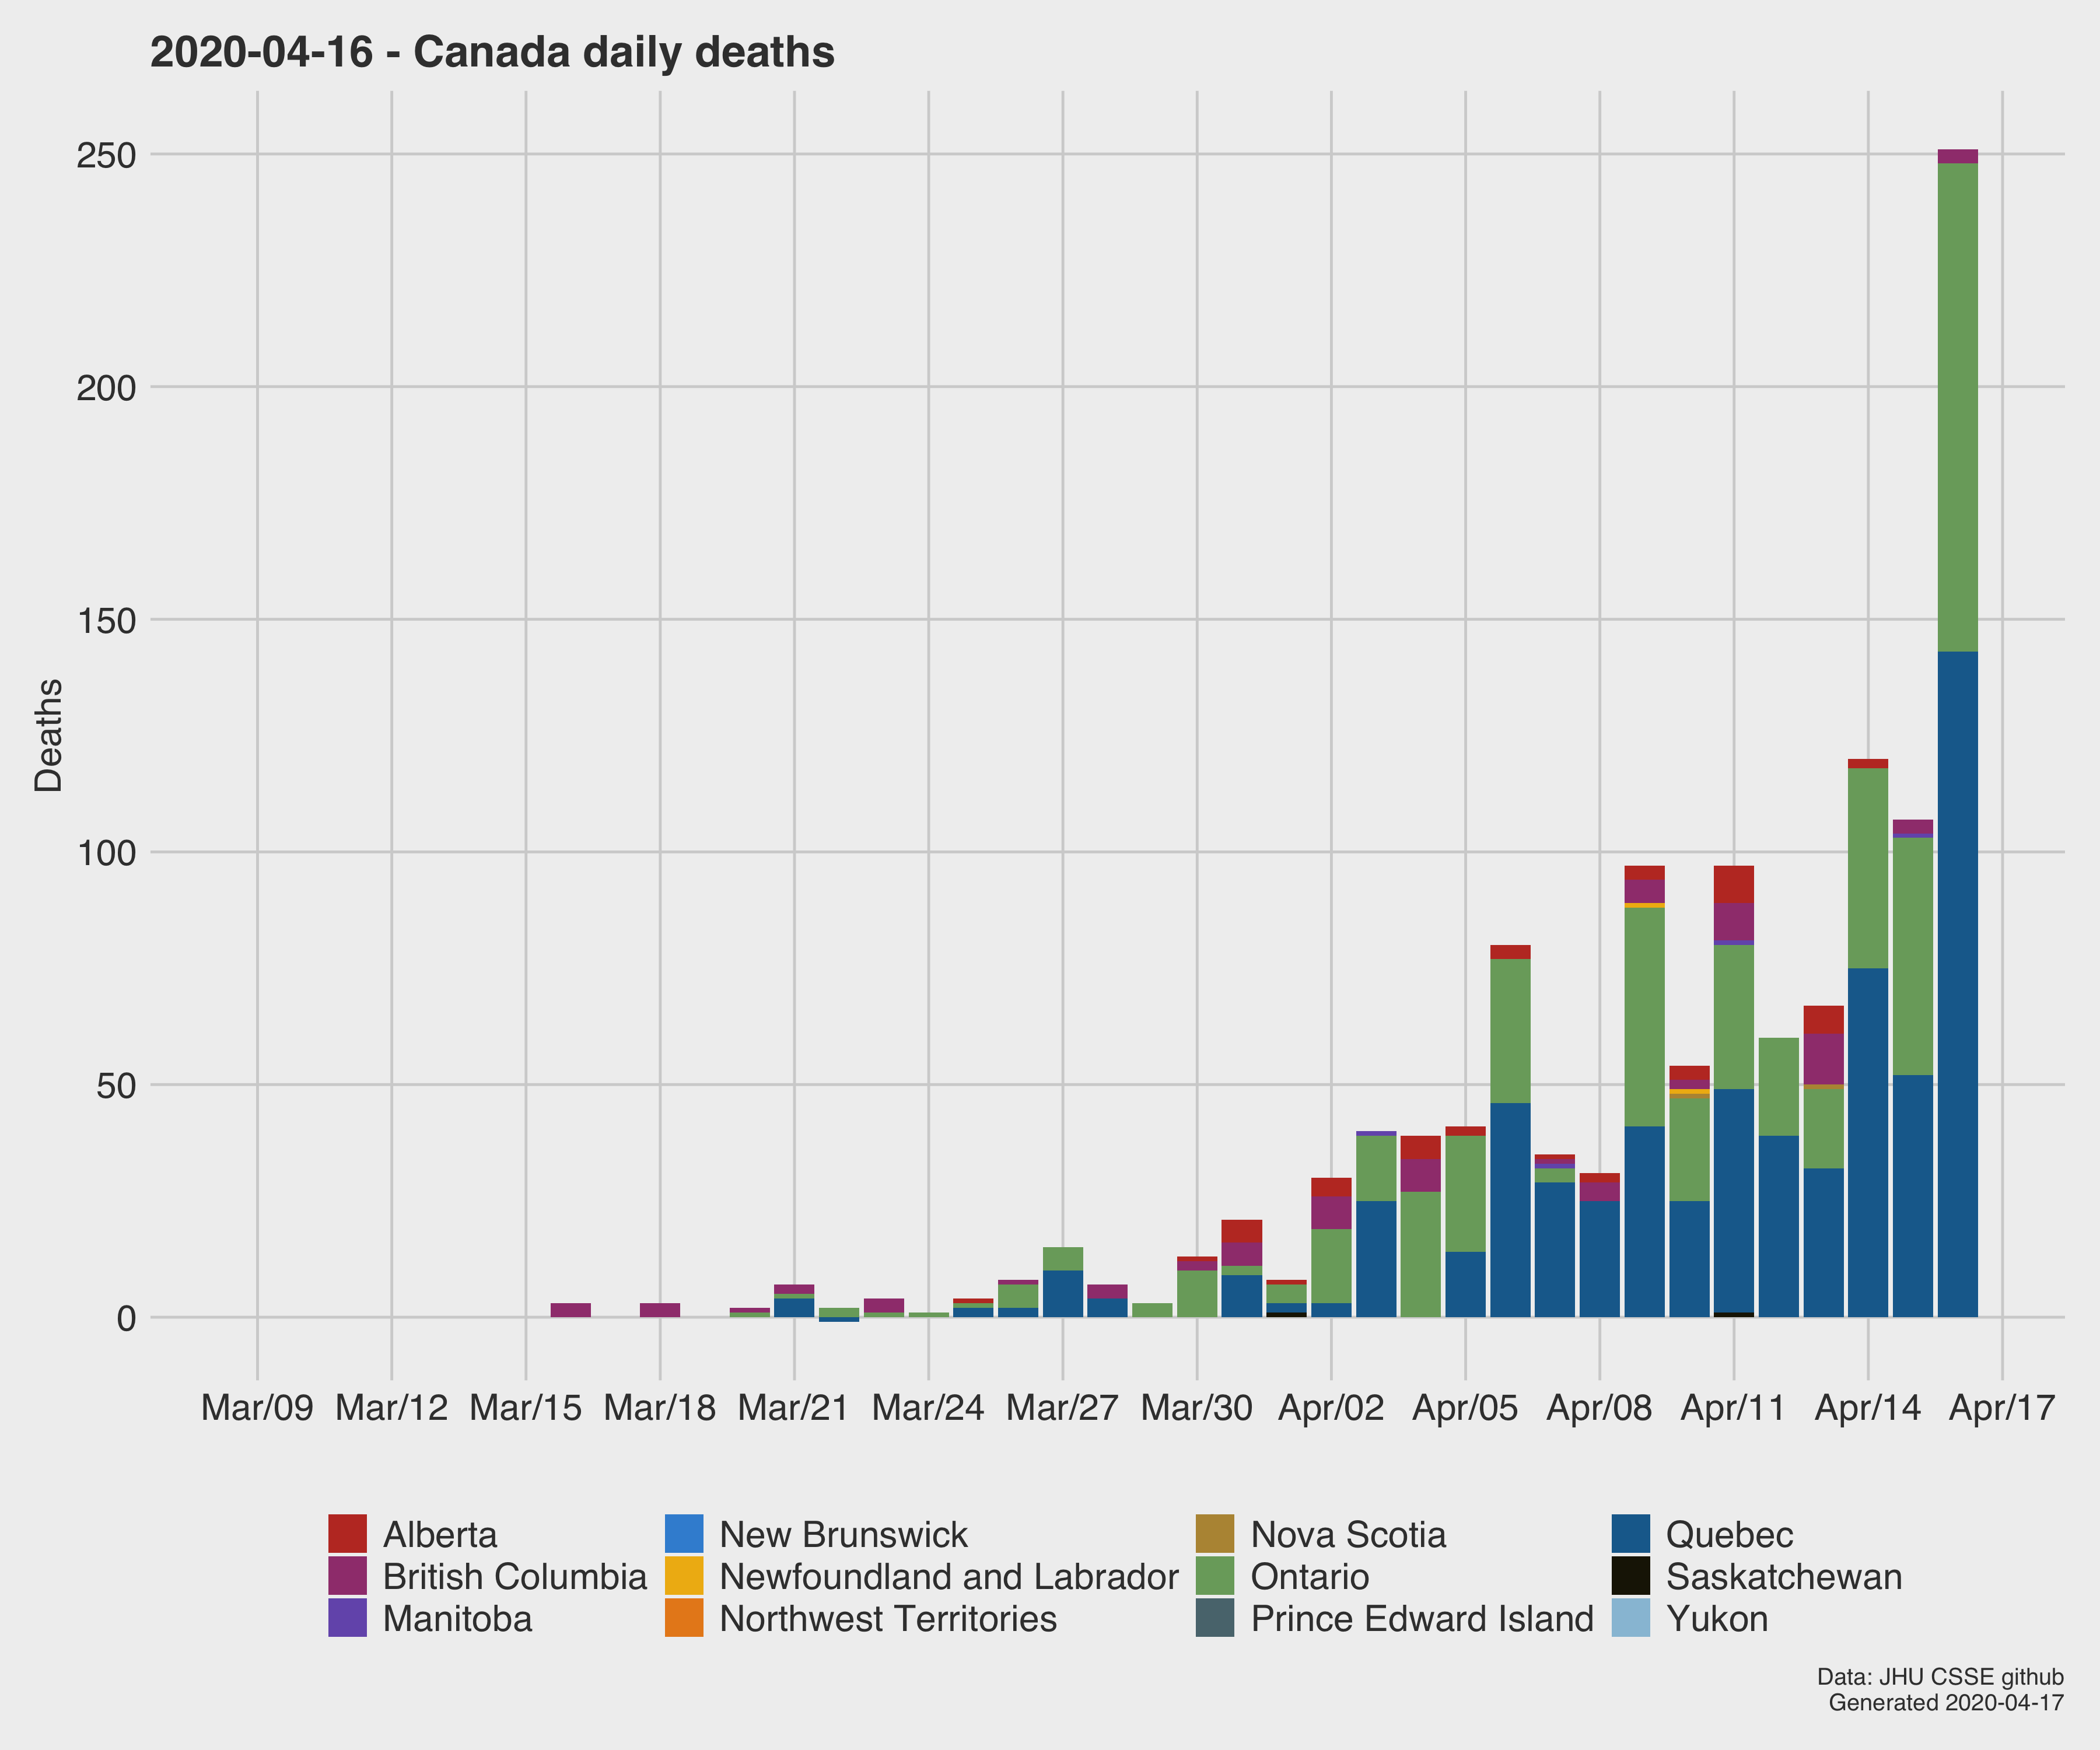 2020-04-16 - Canada daily deaths
250
200
150
100
50
0
Deaths
Mar/09 Mar/12 Mar/15 Mar/18 Mar/21 Mar/24 Mar/27 Mar/30 Apr/02 Apr/05 Apr/08 Apr/11 Apr/14 Apr/17
Alberta New Brunswick Nova Scotia Quebec
British Columbia Newfoundland and Labrador Ontario Saskatchewan
Manitoba Northwest Territories Prince Edward Island Yukon
Data: JHU CSSE github
Generated 2020-04-17